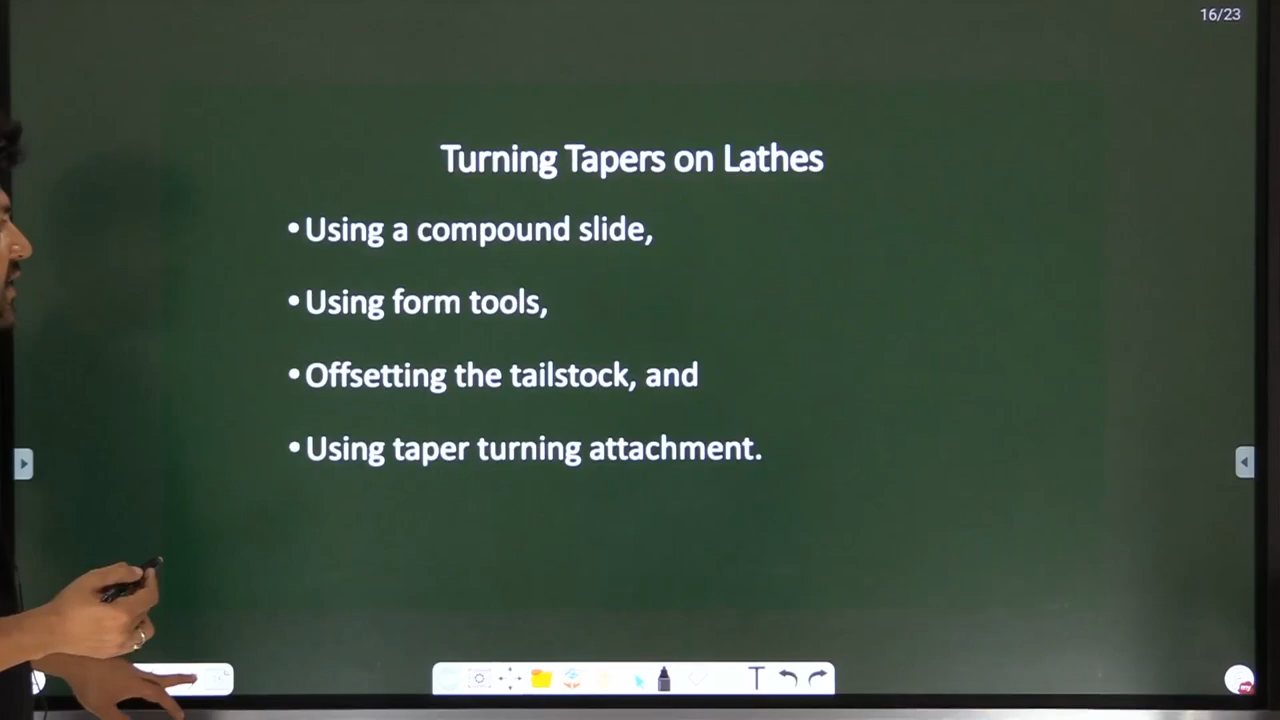 16/23
Turning Tapers on Lathes
• Using a compound slide,
• Using form tools,
• Offsetting the tailstock, and
• Using taper turning attachment.
T